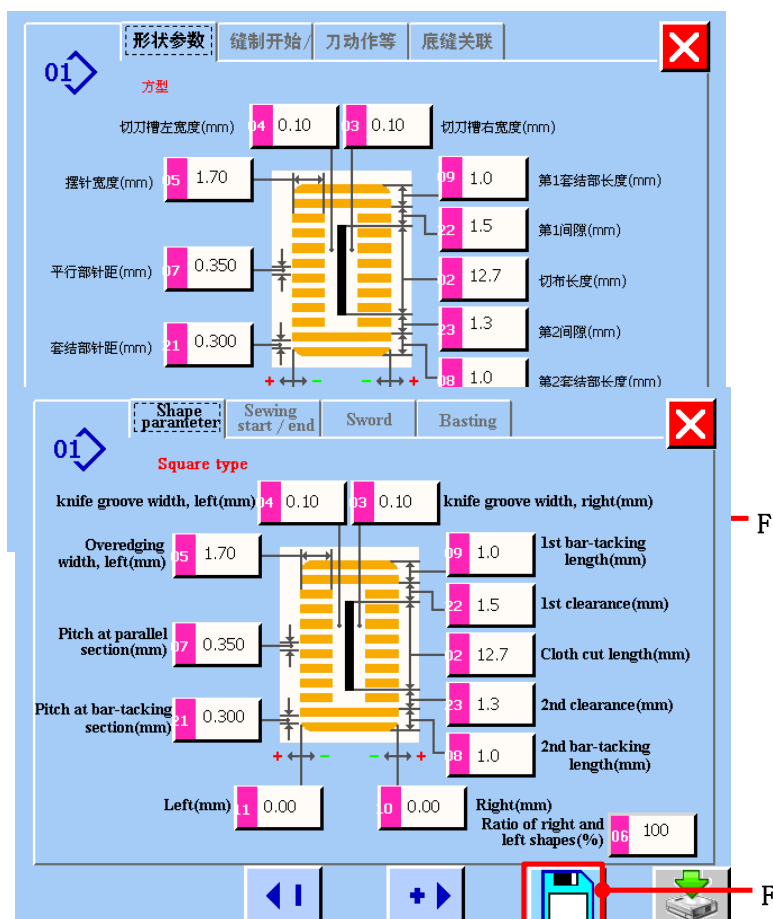 形状参数 缝制开始/ 刀动作等 底缝关联
01
方型
切刀槽左宽度(mm) 04 0.10 03 0.10 切刀槽右宽度(mm)
摆针宽度(mm) 05 1.70 09 1.0 第1套结部长度(mm)
22 1.5 第1间隙(mm)
平行部针距(mm) 07 0.350 02 12.7 切布长度(mm)
套结部针距(mm) 21 0.300 23 1.3 第2间隙(mm)
08 1.0 第2套结部长度(mm)
+ - - +
Shape
parameter
Sewing
start / end
Sword
Basting
01
Square type
knife groove width, left(mm) 04 0.10 03 0.10 knife groove width, right(mm)
F
Overedging
width, left(mm)
05 1.70
09 1.0
1st bar-tacking
length(mm)
22 1.5 1st clearance(mm)
Pitch at parallel
section(mm)
07 0.350
02 12.7 Cloth cut length(mm)
Pitch at bar-tacking
section(mm)
21 0.300
23 1.3 2nd clearance(mm)
08 1.0
2nd bar-tacking
length(mm)
+ - - +
Left(mm) 11 0.00 10 0.00 Right(mm)
Ratio of right and
left shapes(%)
06 100
F